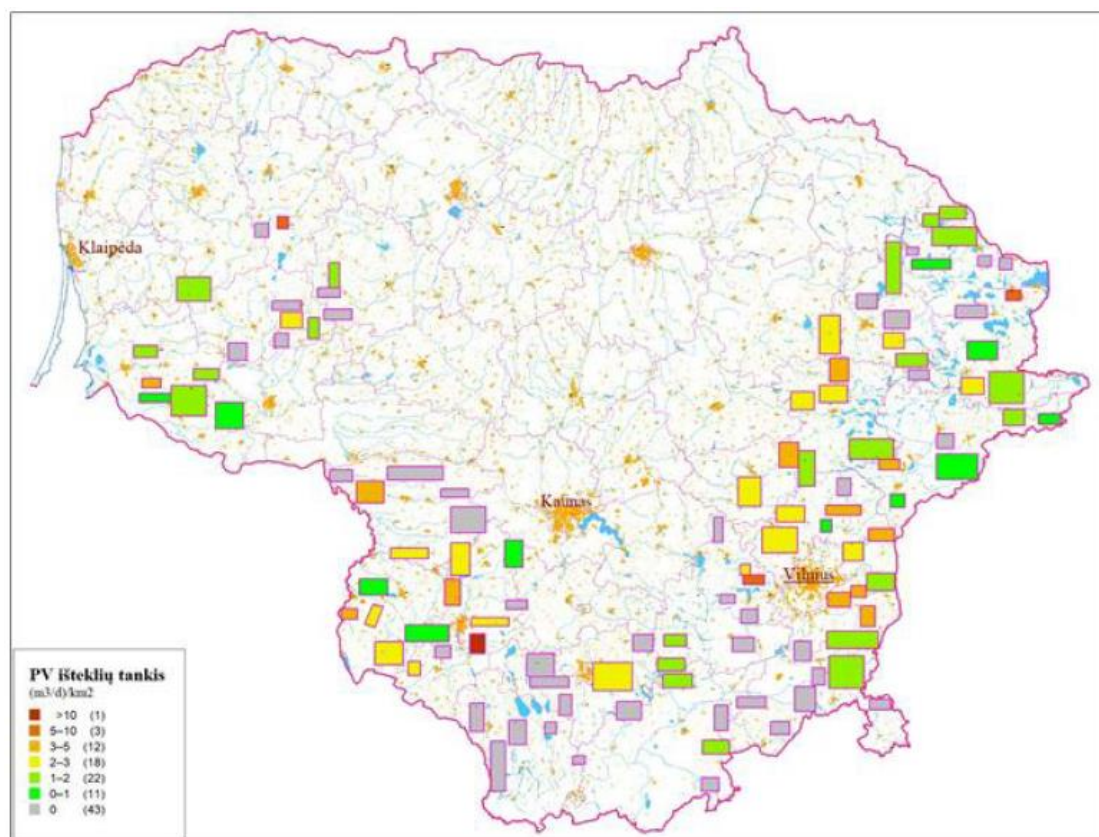 Klaipėda
Kaunas
Vilnius
PV išteklių tankis
(m3/d)/km2
>10 (1)
5–10 (3)
3–5 (12)
2–3 (18)
1–2 (22)
0–1 (11)
0 (43)